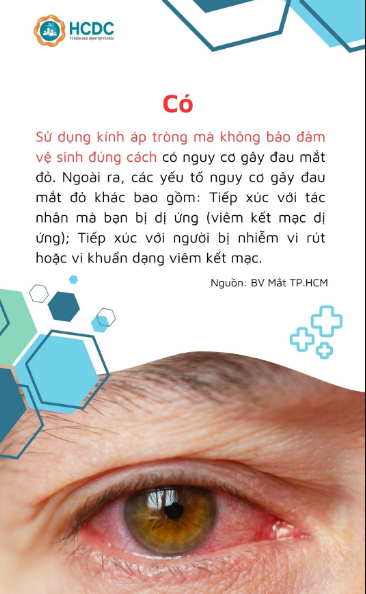 HCDC
Có
Sử dụng kính áp tròng mà không bảo đảm
vệ sinh đúng cách có nguy cơ gây đau mắt
đỏ. Ngoài ra, các yếu tố nguy cơ gây đau
mắt đỏ khác bao gồm: Tiếp xúc với tác
nhân mà bạn bị dị ứng (viêm kết mạc dị
ứng); Tiếp xúc với người bị nhiễm vi rút
hoặc vi khuẩn dạng viêm kết mạc.
Nguồn: BV Mắt TP.HCM